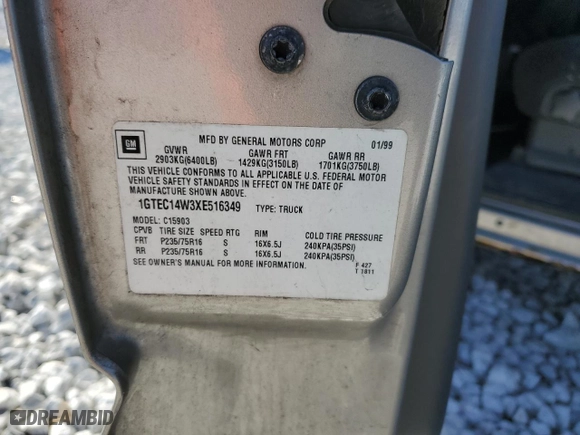 GM
MFD BY GENERAL MOTORS CORP 01/99
GVWR GAWR FRT GAWR RR
2903KG(6400LB) 1429KG(3150LB) 1701KG(3750LB)
THIS VEHICLE CONFORMS TO ALL APPLICABLE U.S. FEDERAL MOTOR
VEHICLE SAFETY STANDARDS IN EFFECT ON THE DATE OF
MANUFACTURE SHOWN ABOVE.
1GTEC14W3XE516349 TYPE: TRUCK
MODEL: C15903
CPVB TIRE SIZE SPEED RTG RIM COLD TIRE PRESSURE
FRT P235/75R16 S 16X6.5J 240KPA(35PSI)
RR P235/75R16 S 16X6.5J 240KPA(35PSI)
SEE OWNER'S MANUAL FOR MORE INFORMATION.
F 427
T 1811
DREAMBID